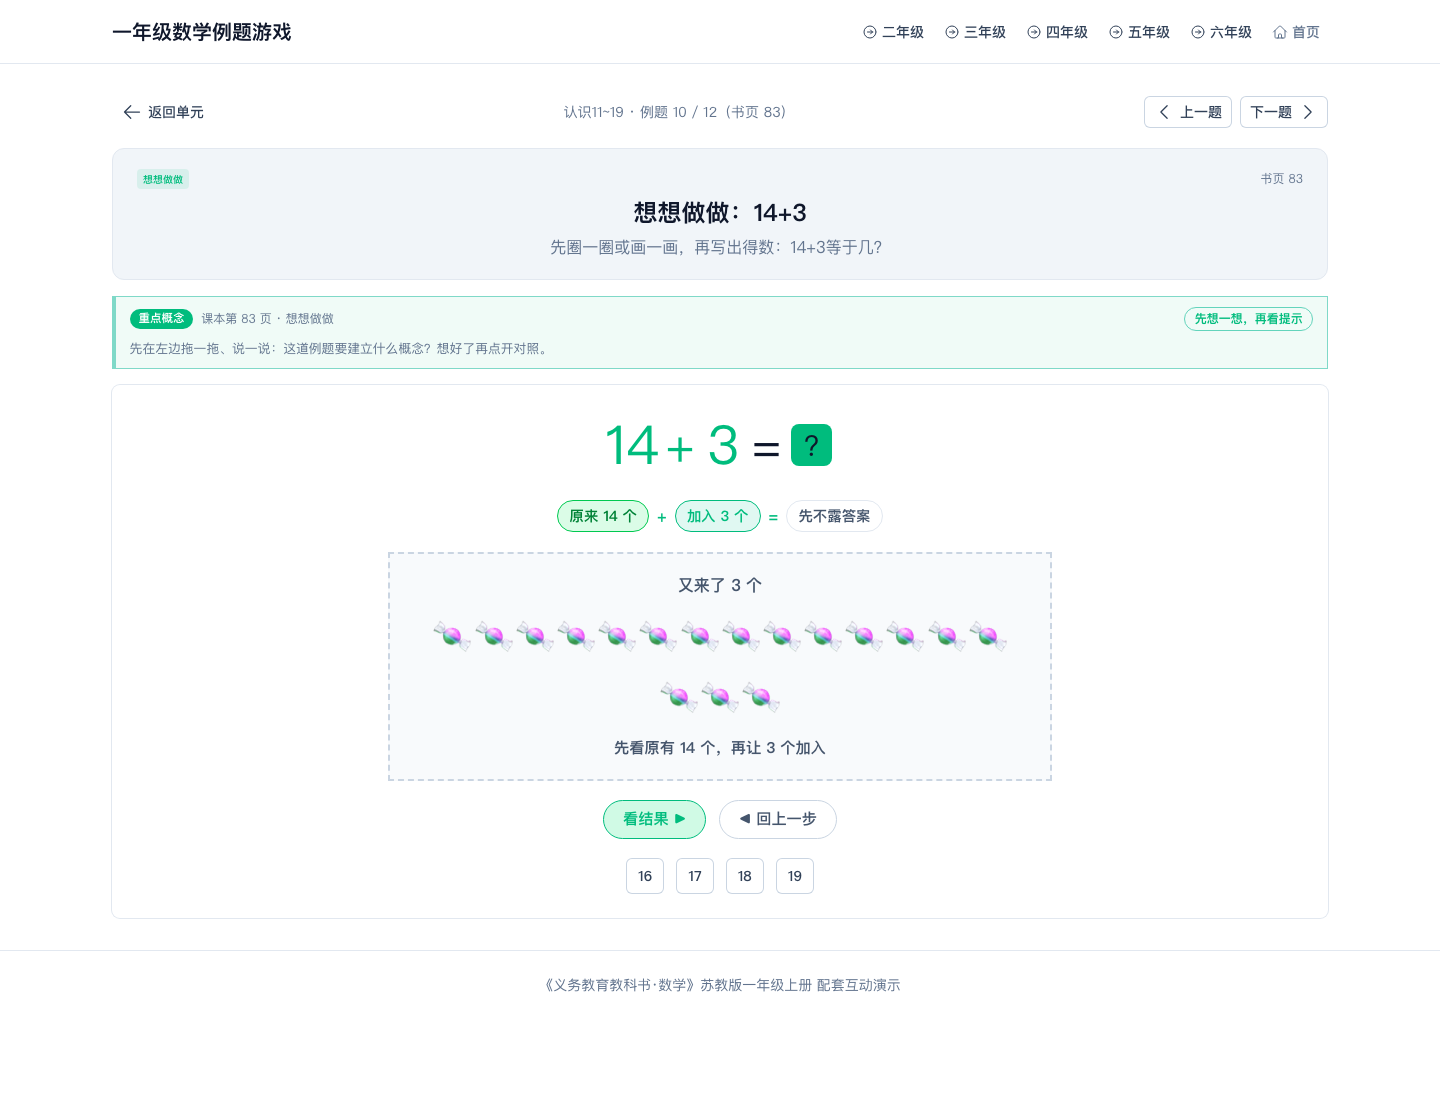 一年级数学例题游戏
二年级 三年级 四年级 五年级 六年级 首页
返回单元
认识11~19 · 例题 10 / 12（书页 83）
上一题 下一题
想想做做
书页 83
想想做做：14+3
先圈一圈或画一画，再写出得数：14+3等于几？
重点概念 课本第 83 页 · 想想做做
先想一想，再看提示
先在左边拖一拖、说一说：这道例题要建立什么概念？想好了再点开对照。
14 + 3 = ?
原来 14 个 + 加入 3 个 = 先不露答案
又来了 3 个
先看原有 14 个，再让 3 个加入
看结果 ▶ ◀ 回上一步
16 17 18 19
《义务教育教科书·数学》苏教版一年级上册 配套互动演示